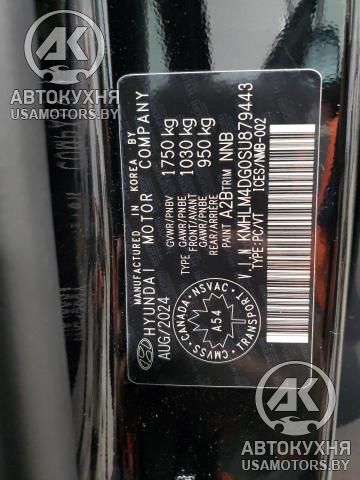 АВТОКУХНЯ
USAMOTORS.BY
MANUFACTURED IN KOREA BY
HYUNDAI MOTOR COMPANY
AUG/2024
GVWR/PNBV 1750 kg
TYPE: GAWR/PNBE FRONT/AVANT 1030 kg
GAWR/PNBE REAR/ARRIERE 950 kg
PAINT A2B TRIM NNB
V.I.N. KMHLM4DG0SU879443
TYPE:PC/VT 1CES/NMB-002
CANADA • NSVAC • TRANSPORT • CMVSS
A54
АВТОКУХНЯ
USAMOTORS.BY